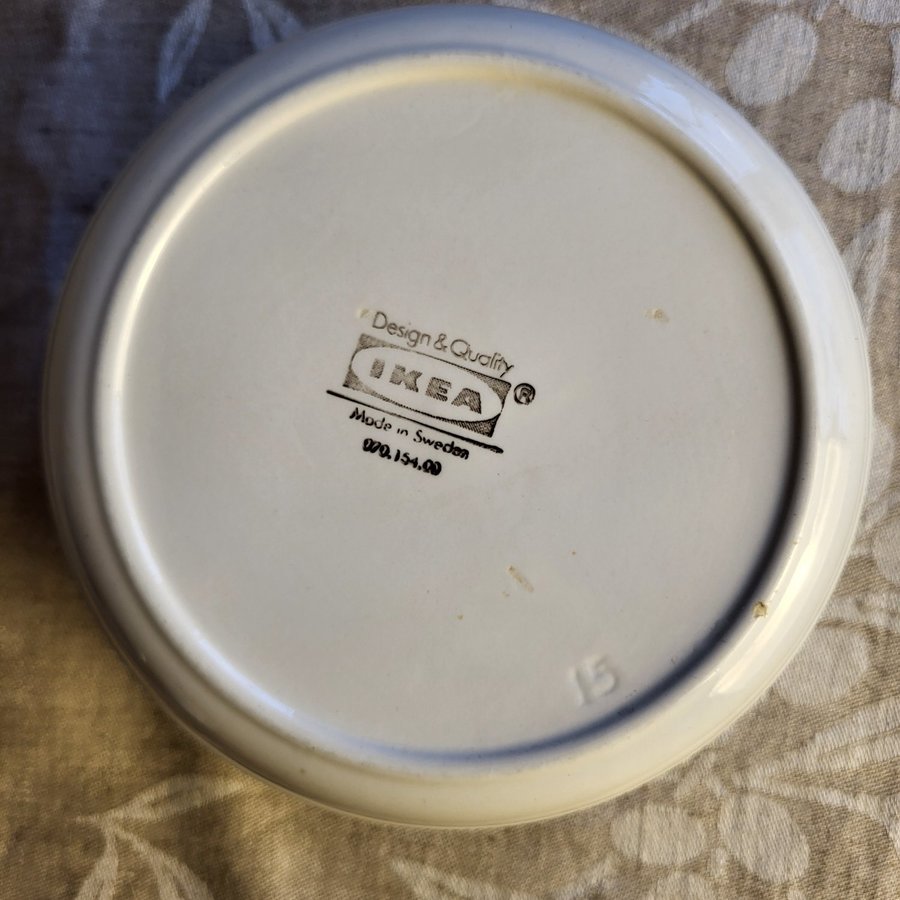 Design & Quality
IKEA®
Made in Sweden
070.154.00
15